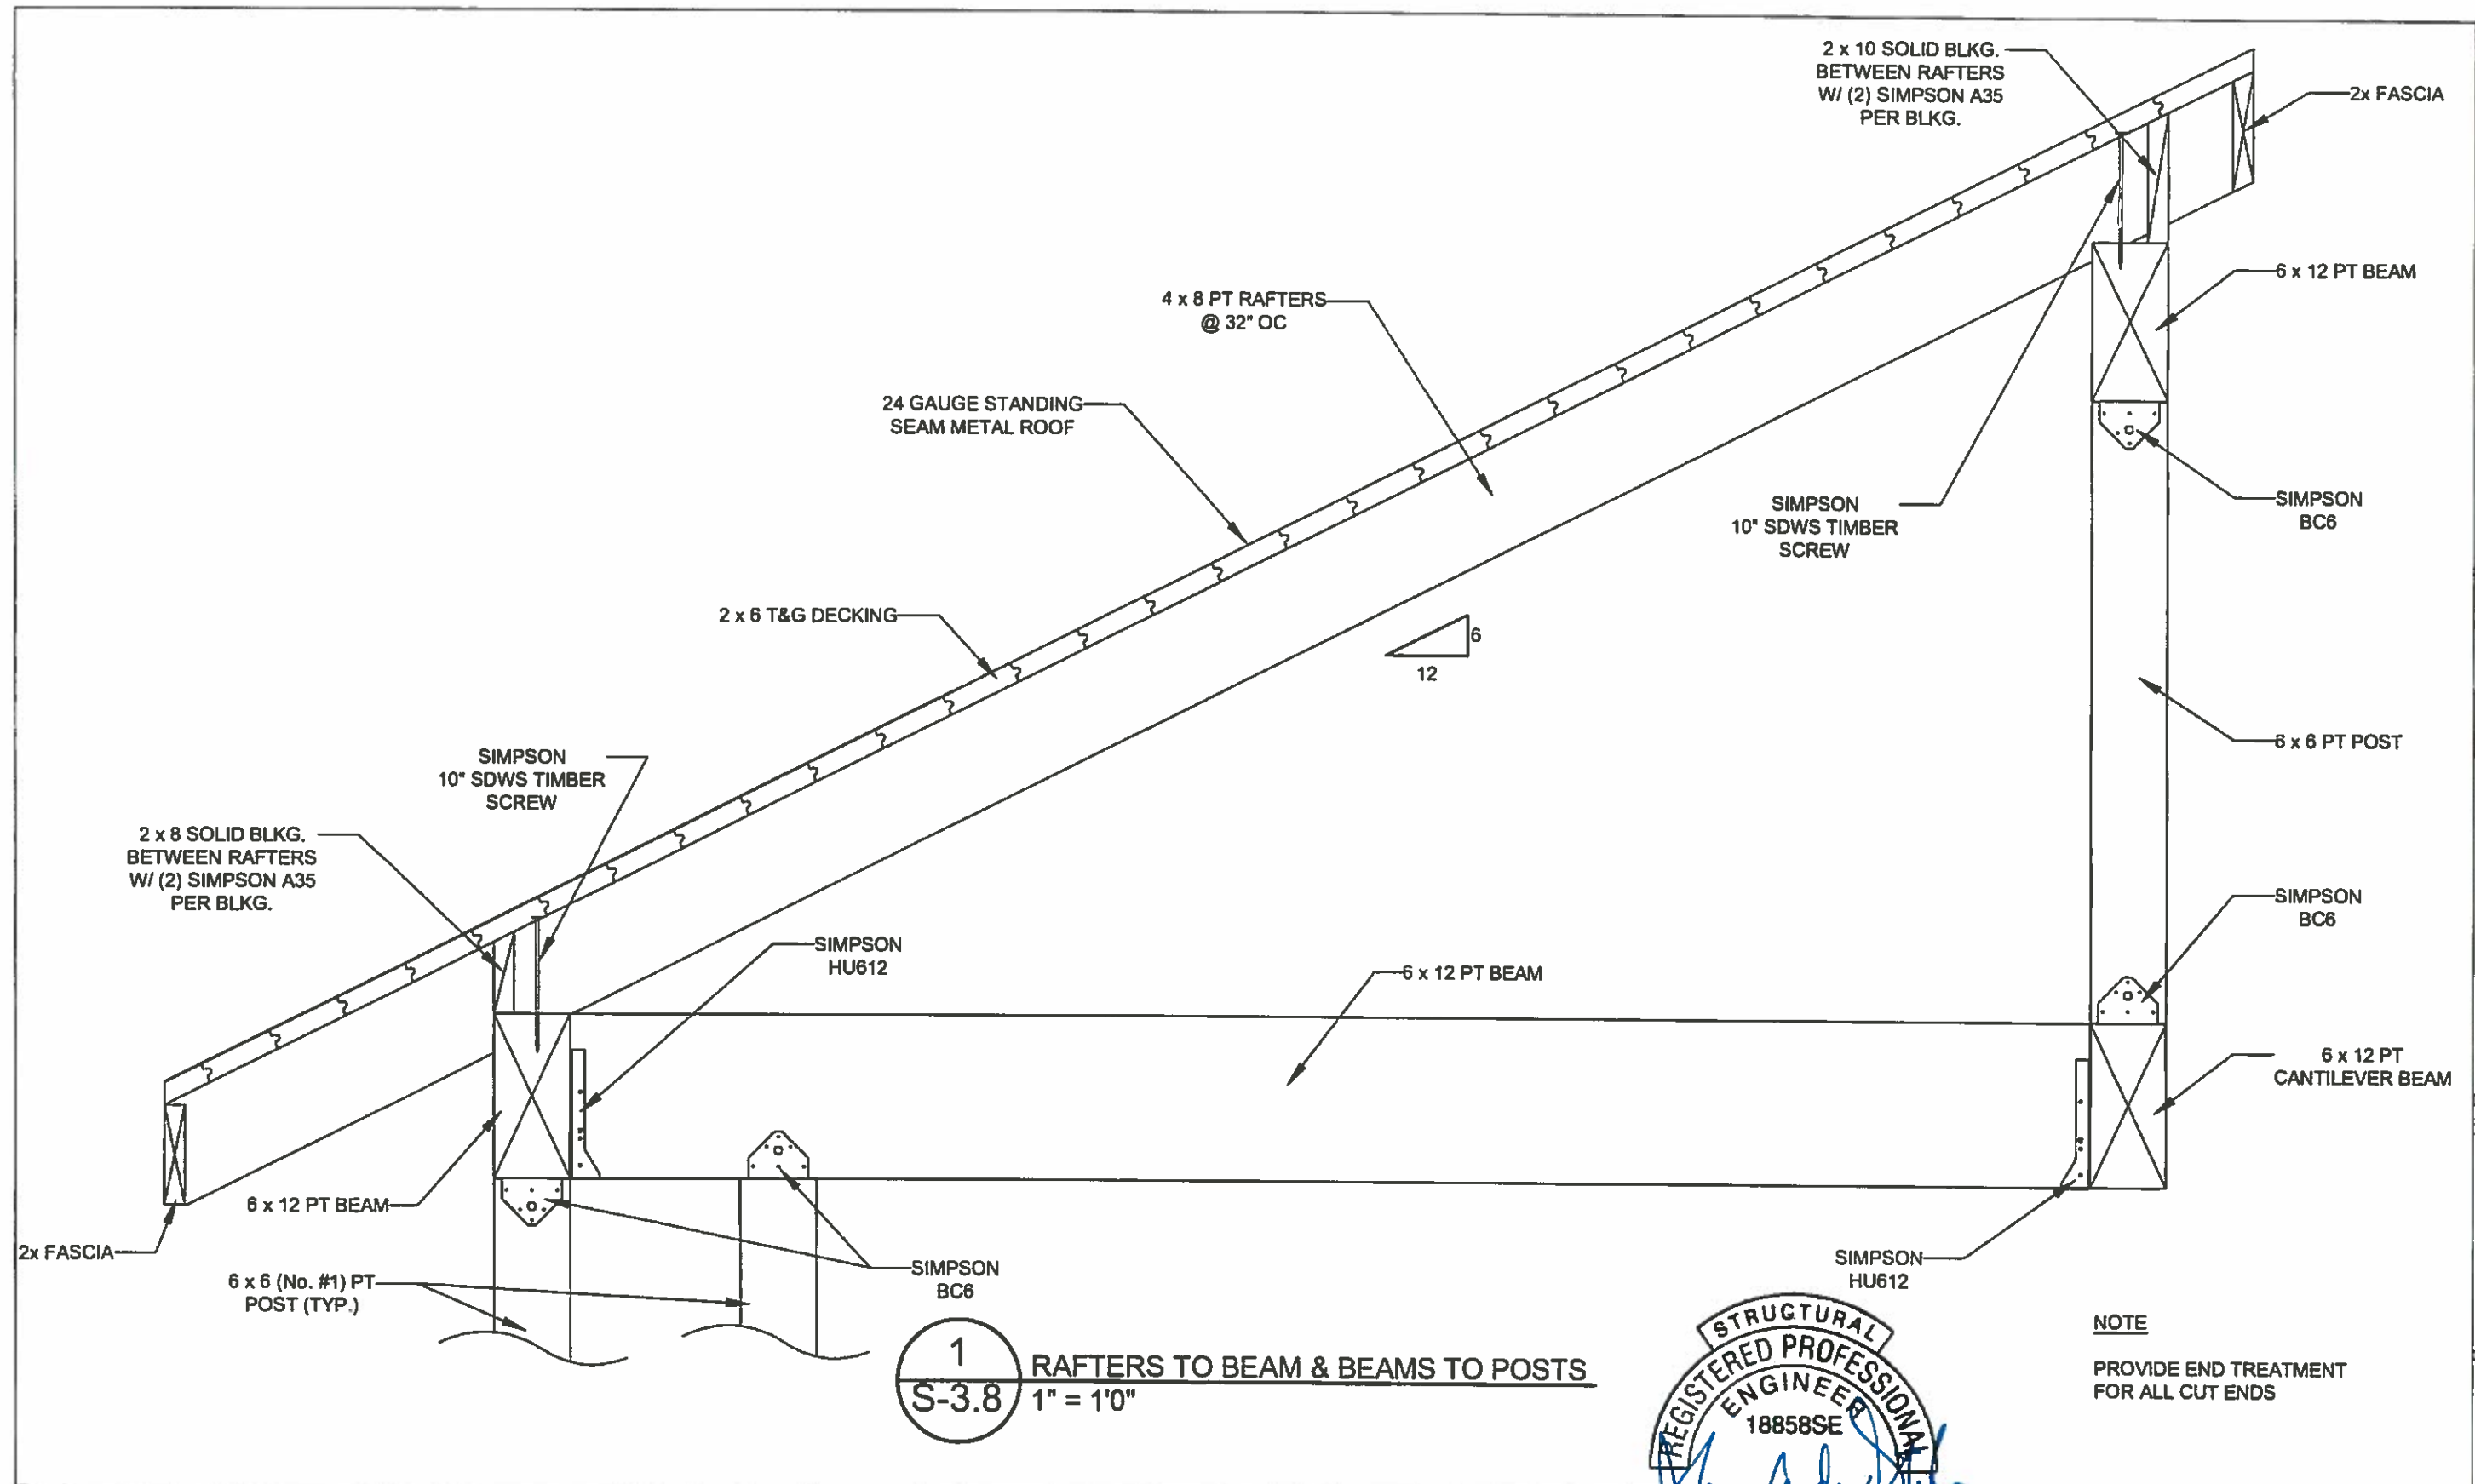 2 x 10 SOLID BLKG.
BETWEEN RAFTERS
W/ (2) SIMPSON A35
PER BLKG.
2x FASCIA
6 x 12 PT BEAM
4 x 8 PT RAFTERS
@ 32" OC
24 GAUGE STANDING
SEAM METAL ROOF
SIMPSON
10" SDWS TIMBER
SCREW
SIMPSON
BC6
2 x 6 T&G DECKING
6
12
6 x 6 PT POST
SIMPSON
10" SDWS TIMBER
SCREW
2 x 8 SOLID BLKG.
BETWEEN RAFTERS
W/ (2) SIMPSON A35
PER BLKG.
SIMPSON
HU612
6 x 12 PT BEAM
SIMPSON
BC6
6 x 12 PT
CANTILEVER BEAM
6 x 12 PT BEAM
2x FASCIA
6 x 6 (No. #1) PT
POST (TYP.)
SIMPSON
BC6
SIMPSON
HU612
1
S-3.8
RAFTERS TO BEAM & BEAMS TO POSTS
1" = 1'0"
STRUCTURAL
REGISTERED PROFESSIONAL
ENGINEER
18858SE
NOTE
PROVIDE END TREATMENT
FOR ALL CUT ENDS